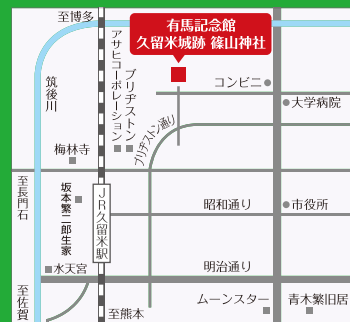 至博多
有馬記念館
久留米城跡 篠山神社
アサヒコーポレーション
ブリヂストン
筑後川
コンビニ
大学病院
ブリヂストン通り
梅林寺
至長門石
坂本繁二郎生家
JR久留米駅
昭和通り
市役所
水天宮
明治通り
至佐賀
至熊本
ムーンスター
青木繁旧居